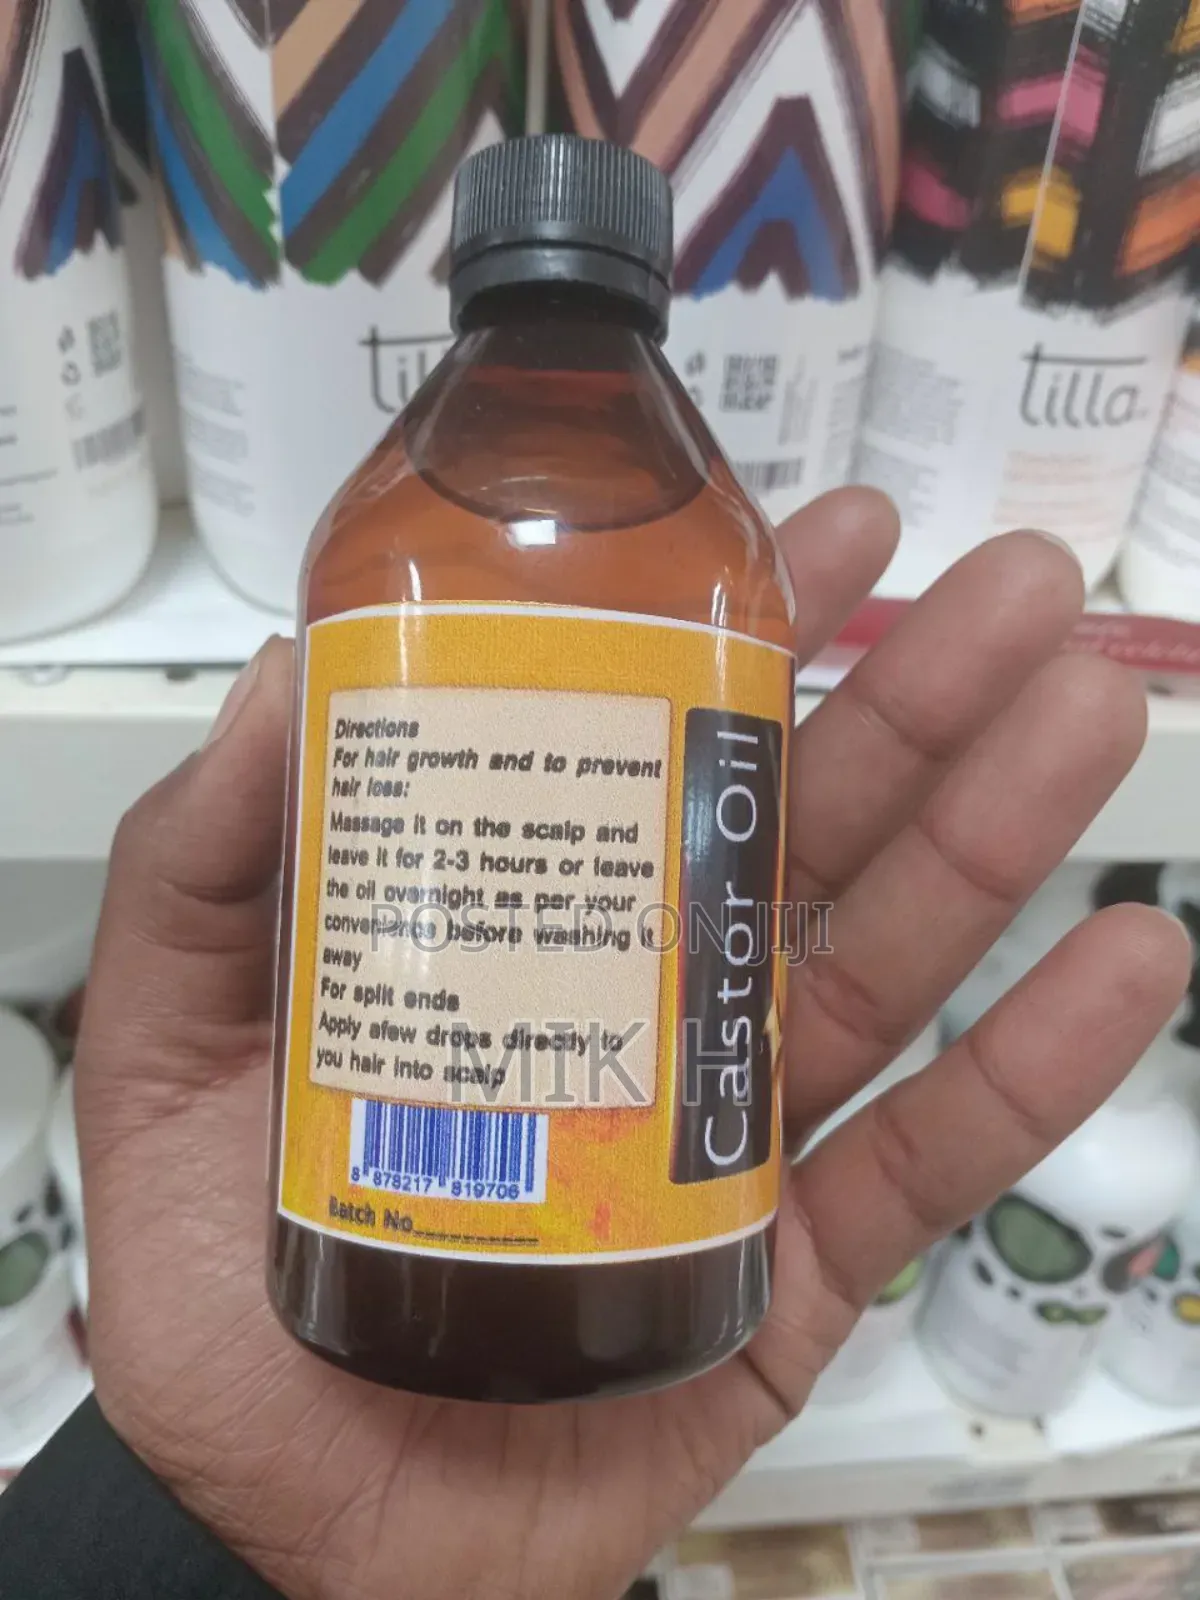 tilla
Directions
For hair growth and to prevent
hair loss:
Massage it on the scalp and
leave it for 2-3 hours or leave
the oil overnight as per your
convenience before washing it
away
For split ends
Apply afew drops directly to
you hair into scalp
8 878217 819706
Batch No__________
Castor Oil
POSTED ON JIJI
MIK H